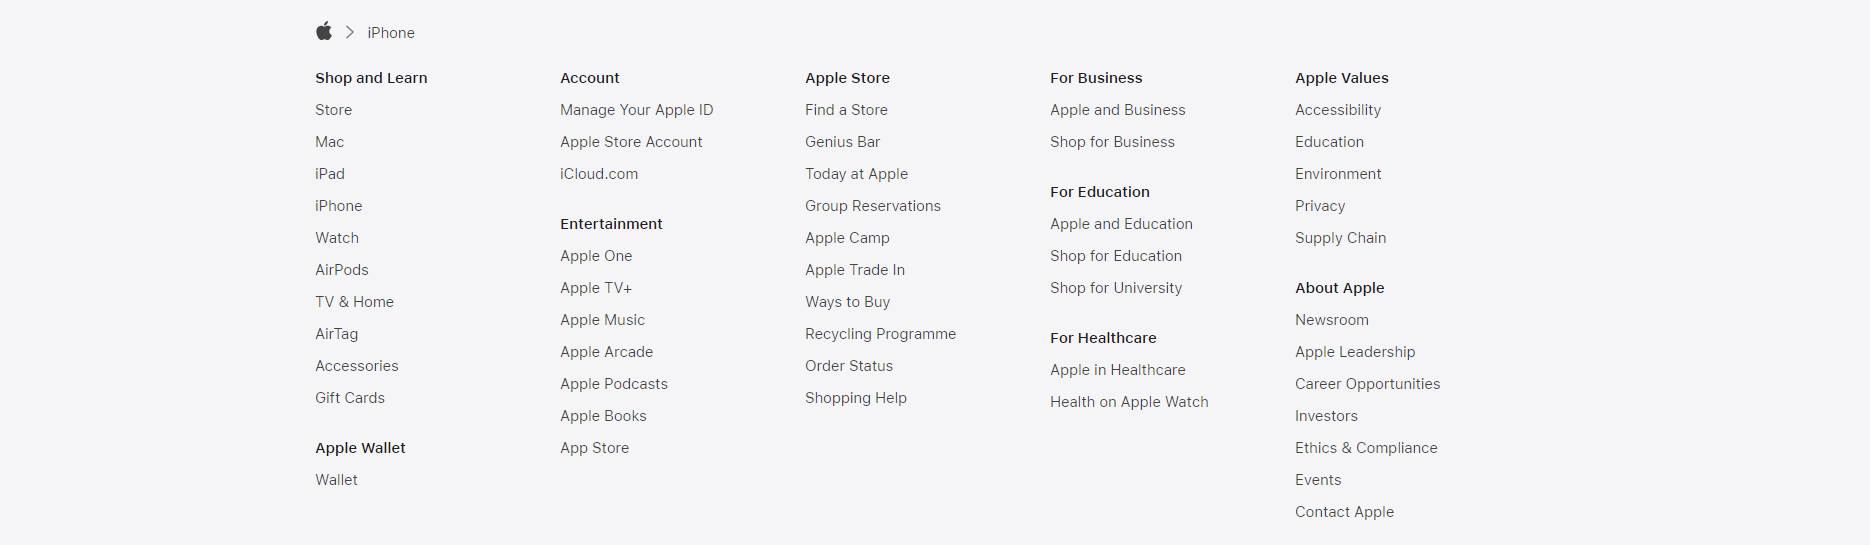 iPhone
Shop and Learn
Store
Mac
iPad
iPhone
Watch
AirPods
TV & Home
AirTag
Accessories
Gift Cards
Apple Wallet
Wallet
Account
Manage Your Apple ID
Apple Store Account
iCloud.com
Entertainment
Apple One
Apple TV+
Apple Music
Apple Arcade
Apple Podcasts
Apple Books
App Store
Apple Store
Find a Store
Genius Bar
Today at Apple
Group Reservations
Apple Camp
Apple Trade In
Ways to Buy
Recycling Programme
Order Status
Shopping Help
For Business
Apple and Business
Shop for Business
For Education
Apple and Education
Shop for Education
Shop for University
For Healthcare
Apple in Healthcare
Health on Apple Watch
Apple Values
Accessibility
Education
Environment
Privacy
Supply Chain
About Apple
Newsroom
Apple Leadership
Career Opportunities
Investors
Ethics & Compliance
Events
Contact Apple